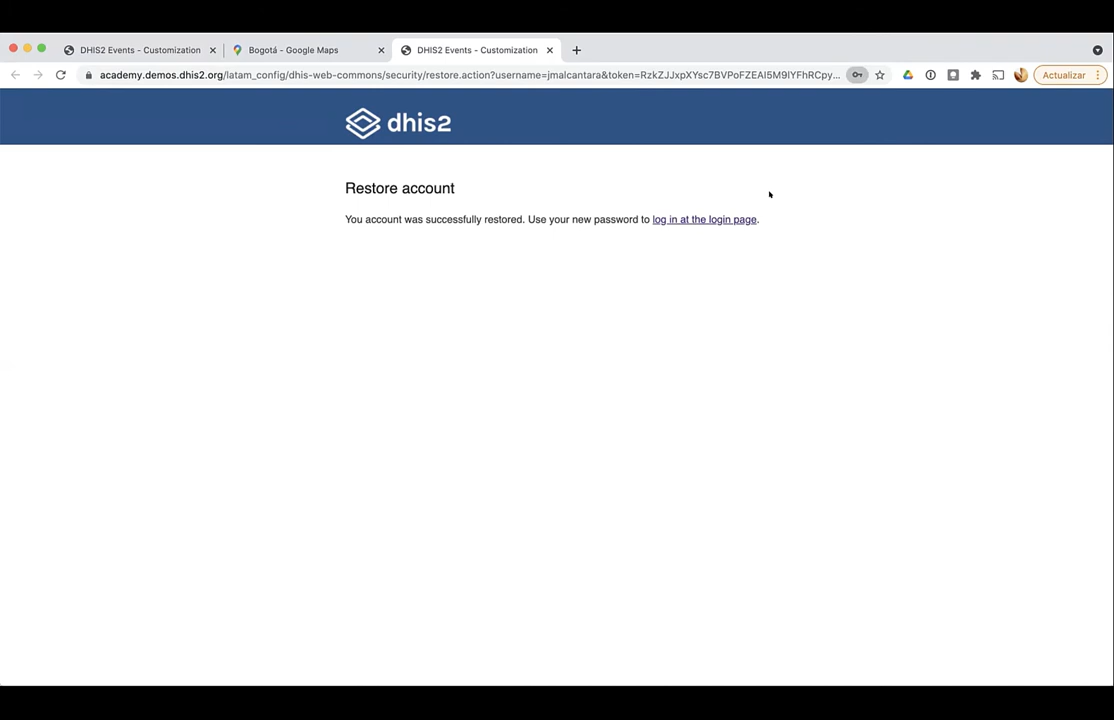 DHIS2 Events - Customization
Bogotá - Google Maps
DHIS2 Events - Customization
academy.demos.dhis2.org/latam_config/dhis-web-commons/security/restore.action?username=jmalcantara&token=RzkZJJxpXYsc7BVPoFZEAI5M9IYFhRCpy...
Actualizar
dhis2
Restore account
You account was successfully restored. Use your new password to log in at the login page.